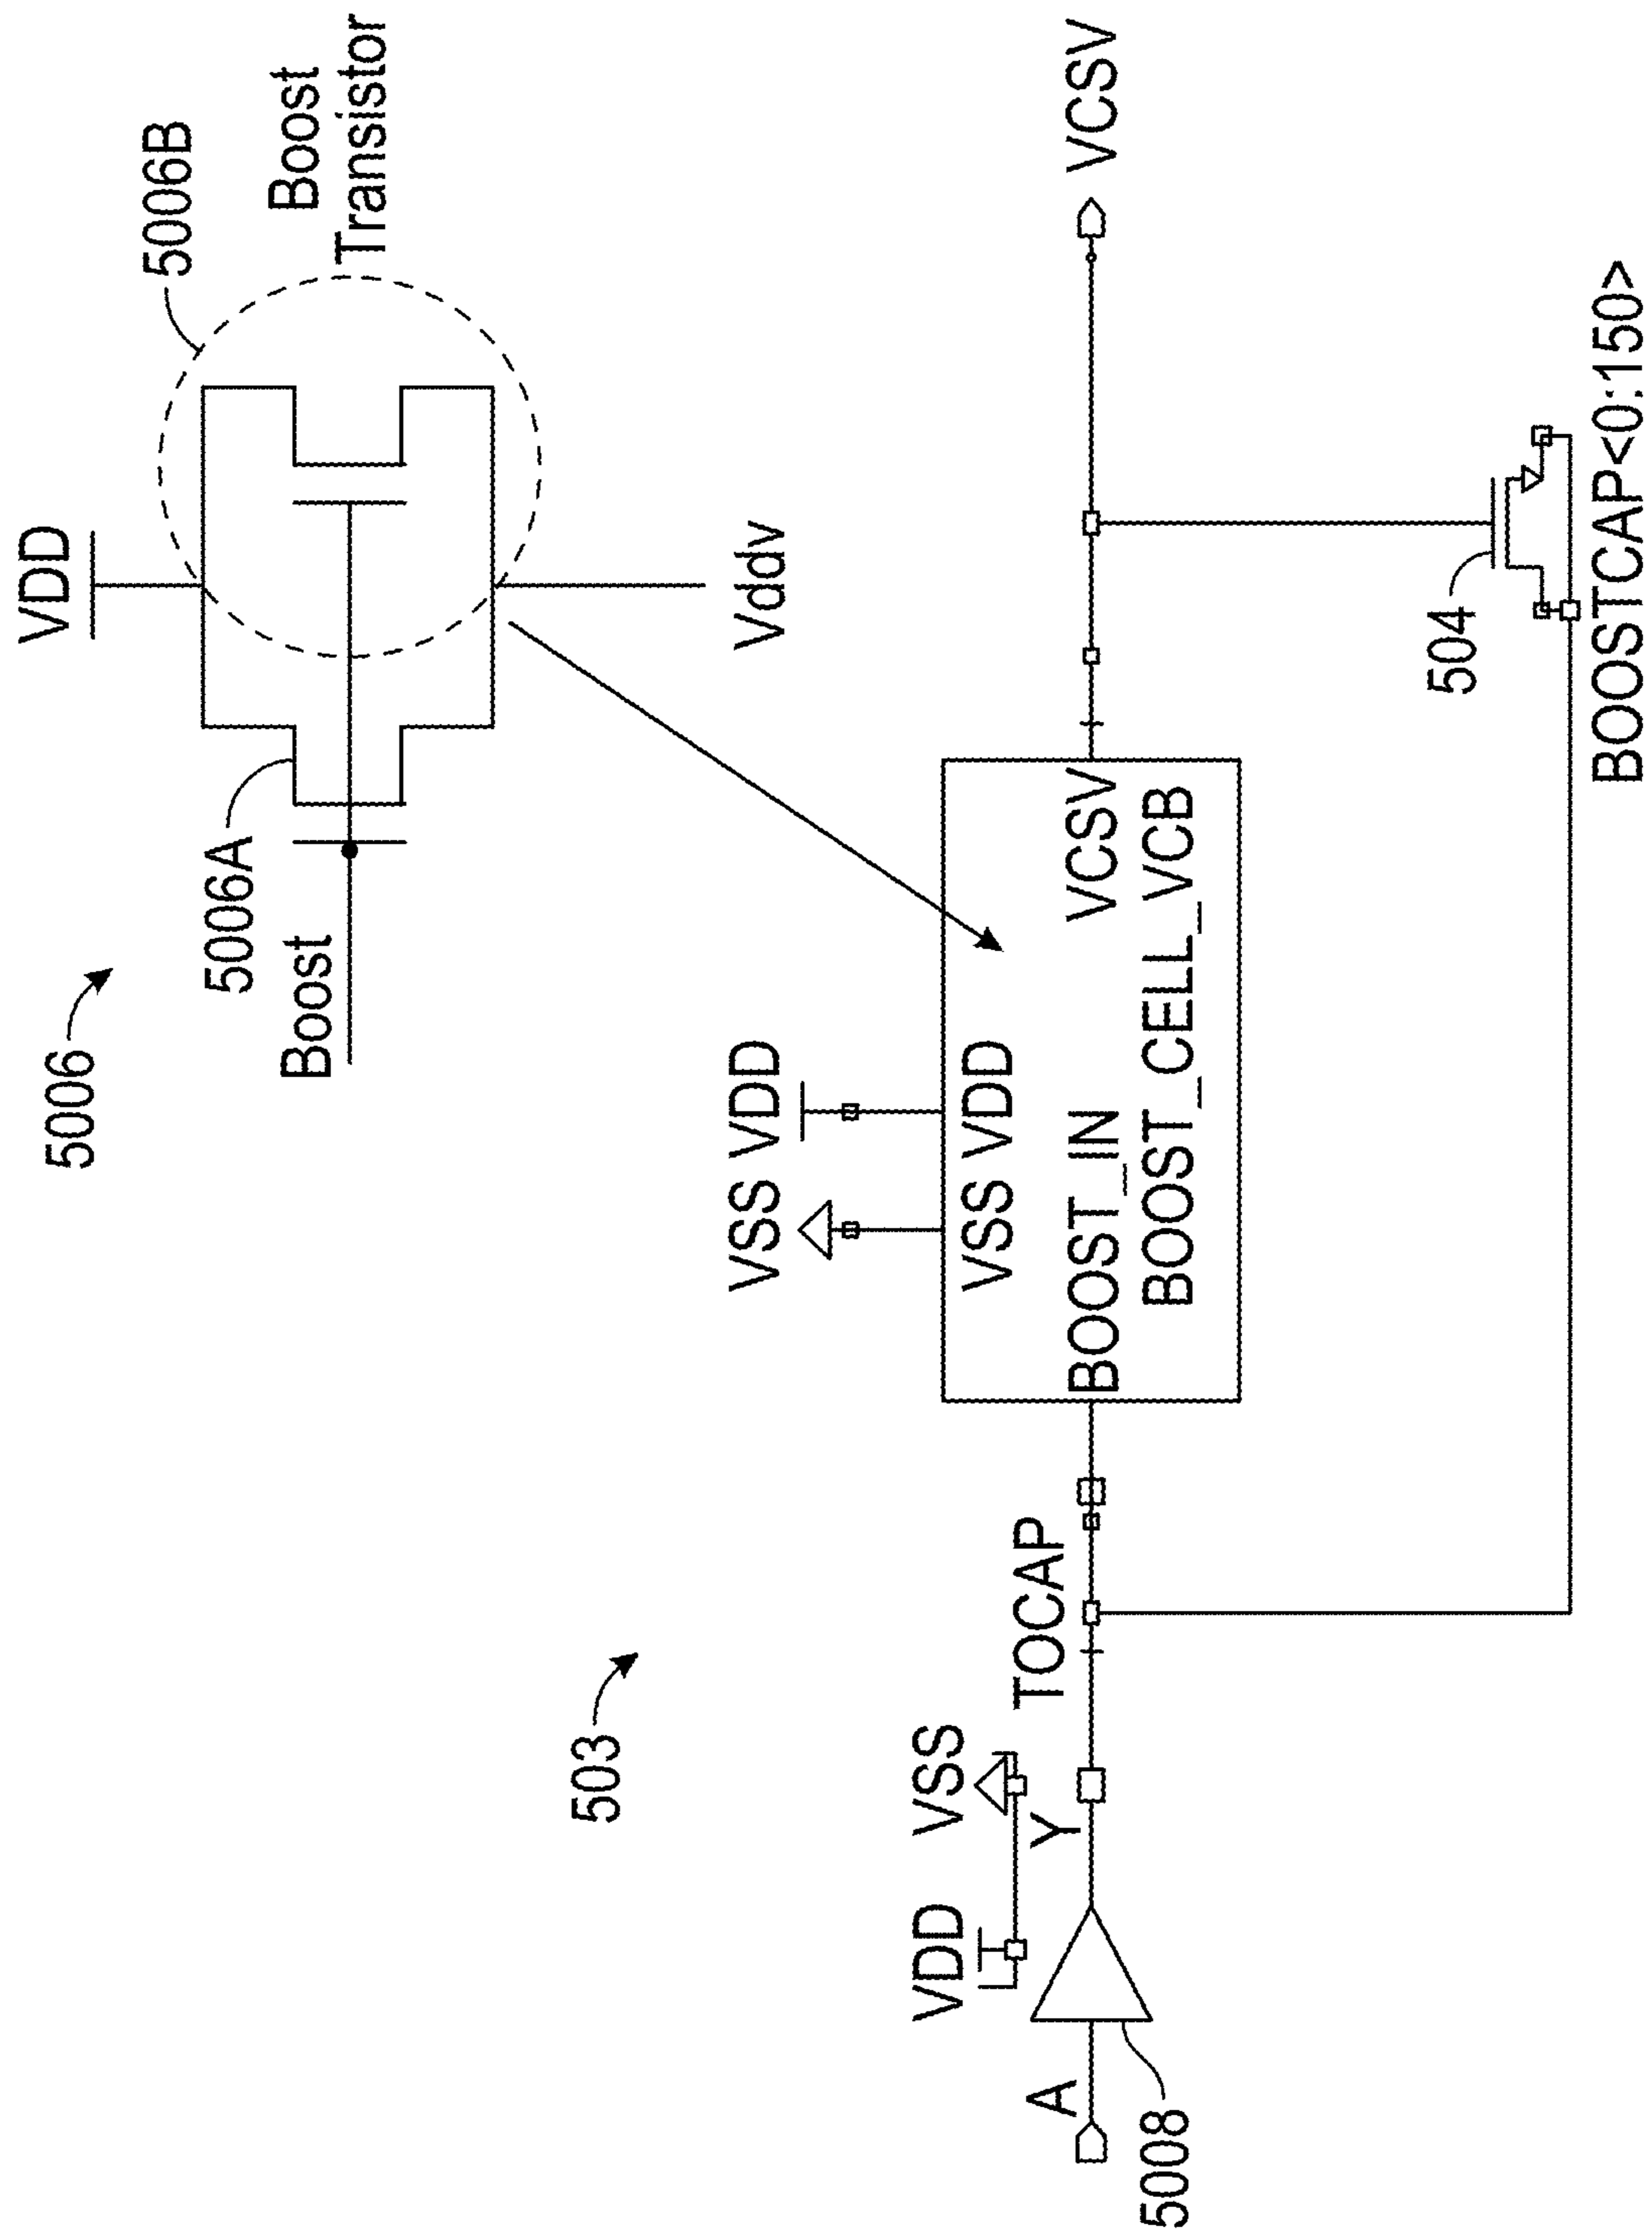 5006
VDD
5006B
Boost
Transistor
5006A
Boost
Vddv
503
VSS VDD
VSS VDD
BOOST_IN
VCSV
BOOST_CELL_VCB
VCSV
VDD
VSS
TOCAP
A
Y
5008
504
BOOSTCAP<0:150>